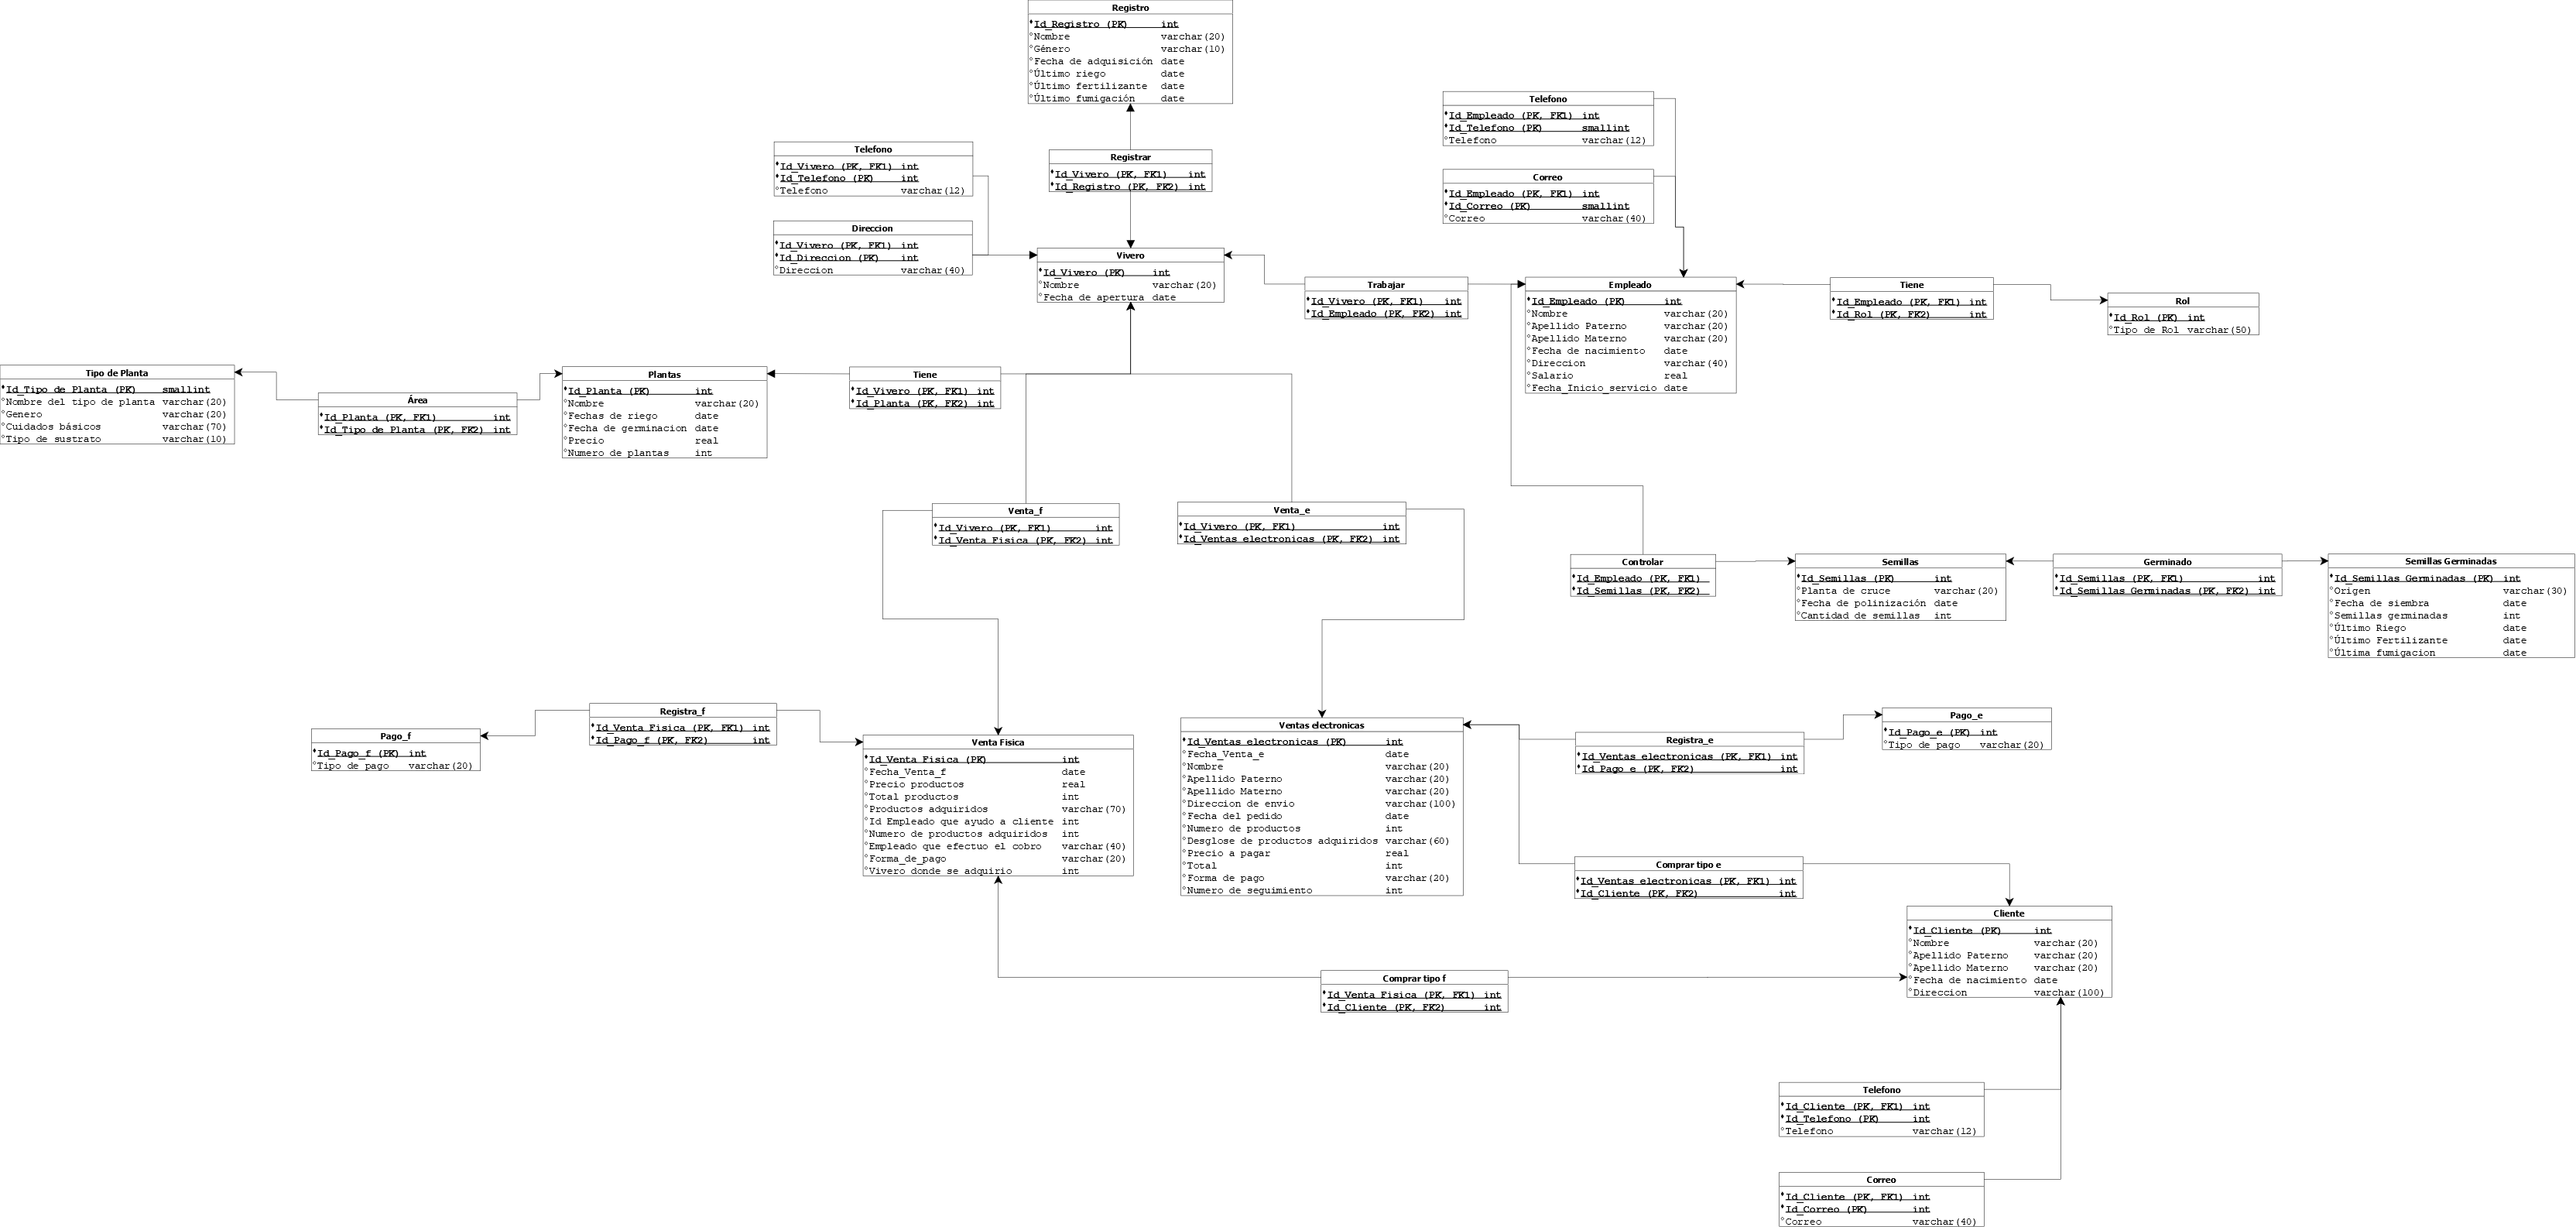 Registro
Id_Registro (PK) int
Nombre varchar(20)
Género varchar(10)
Fecha de adquisición date
Último riego date
Último fertilizante date
Último fumigación date
Telefono
Id_Empleado (PK, FK1) int
Id_Telefono (PK) smallint
Telefono varchar(12)
Telefono
Id_Vivero (PK, FK1) int
Id_Telefono (PK) int
Telefono varchar(12)
Registrar
Id_Vivero (PK, FK1) int
Id_Registro (PK, FK2) int
Correo
Id_Empleado (PK, FK1) int
Id_Correo (PK) smallint
Correo varchar(40)
Direccion
Id_Vivero (PK, FK1) int
Id_Direccion (PK) int
Direccion varchar(40)
Vivero
Id_Vivero (PK) int
Nombre varchar(20)
Fecha de apertura date
Trabajar
Id_Vivero (PK, FK1) int
Id_Empleado (PK, FK2) int
Empleado
Id_Empleado (PK) int
Nombre varchar(20)
Apellido Paterno varchar(20)
Apellido Materno varchar(20)
Fecha de nacimiento date
Direccion varchar(40)
Salario real
Fecha_Inicio_servicio date
Tiene
Id_Empleado (PK, FK1) int
Id_Rol (PK, FK2) int
Rol
Id_Rol (PK) int
Tipo de Rol varchar(50)
Tipo de Planta
Id_Tipo de Planta (PK) smallint
Nombre del tipo de planta varchar(20)
Genero varchar(20)
Cuidados básicos varchar(70)
Tipo de sustrato varchar(10)
Área
Id_Planta (PK, FK1) int
Id_Tipo de Planta (PK, FK2) int
Plantas
Id_Planta (PK) int
Nombre varchar(20)
Fechas de riego date
Fecha de germinacion date
Precio real
Numero de plantas int
Tiene
Id_Vivero (PK, FK1) int
Id_Planta (PK, FK2) int
Venta_f
Id_Vivero (PK, FK1) int
Id_Venta Fisica (PK, FK2) int
Venta_e
Id_Vivero (PK, FK1) int
Id_Ventas electronicas (PK, FK2) int
Controlar
Id_Empleado (PK, FK1)
Id_Semillas (PK, FK2)
Semillas
Id_Semillas (PK) int
Planta de cruce varchar(20)
Fecha de polinización date
Cantidad de semillas int
Germinado
Id_Semillas (PK, FK1) int
Id_Semillas Germinadas (PK, FK2) int
Semillas Germinadas
Id_Semillas Germinadas (PK) int
Origen varchar(30)
Fecha de siembra date
Semillas germinadas int
Último Riego date
Último Fertilizante date
Última fumigacion date
Pago_f
Id_Pago_f (PK) int
Tipo de pago varchar(20)
Registra_f
Id_Venta Fisica (PK, FK1) int
Id_Pago_f (PK, FK2) int
Venta Fisica
Id_Venta Fisica (PK) int
Fecha_Venta_f date
Precio productos real
Total productos int
Productos adquiridos varchar(70)
Id Empleado que ayudo a cliente int
Numero de productos adquiridos int
Empleado que efectuo el cobro varchar(40)
Forma_de_pago varchar(20)
Vivero donde se adquirio int
Ventas electronicas
Id_Ventas electronicas (PK) int
Fecha_Venta_e date
Nombre varchar(20)
Apellido Paterno varchar(20)
Apellido Materno varchar(20)
Direccion de envio varchar(100)
Fecha del pedido date
Numero de productos int
Desglose de productos adquiridos varchar(60)
Precio a pagar real
Total int
Forma de pago varchar(20)
Numero de seguimiento int
Registra_e
Id_Ventas electronicas (PK, FK1) int
Id_Pago_e (PK, FK2) int
Pago_e
Id_Pago_e (PK) int
Tipo de pago varchar(20)
Comprar tipo e
Id_Ventas electronicas (PK, FK1) int
Id_Cliente (PK, FK2) int
Cliente
Id_Cliente (PK) int
Nombre varchar(20)
Apellido Paterno varchar(20)
Apellido Materno varchar(20)
Fecha de nacimiento date
Direccion varchar(100)
Comprar tipo f
Id_Venta Fisica (PK, FK1) int
Id_Cliente (PK, FK2) int
Telefono
Id_Cliente (PK, FK1) int
Id_Telefono (PK) int
Telefono varchar(12)
Correo
Id_Cliente (PK, FK1) int
Id_Correo (PK) int
Correo varchar(40)